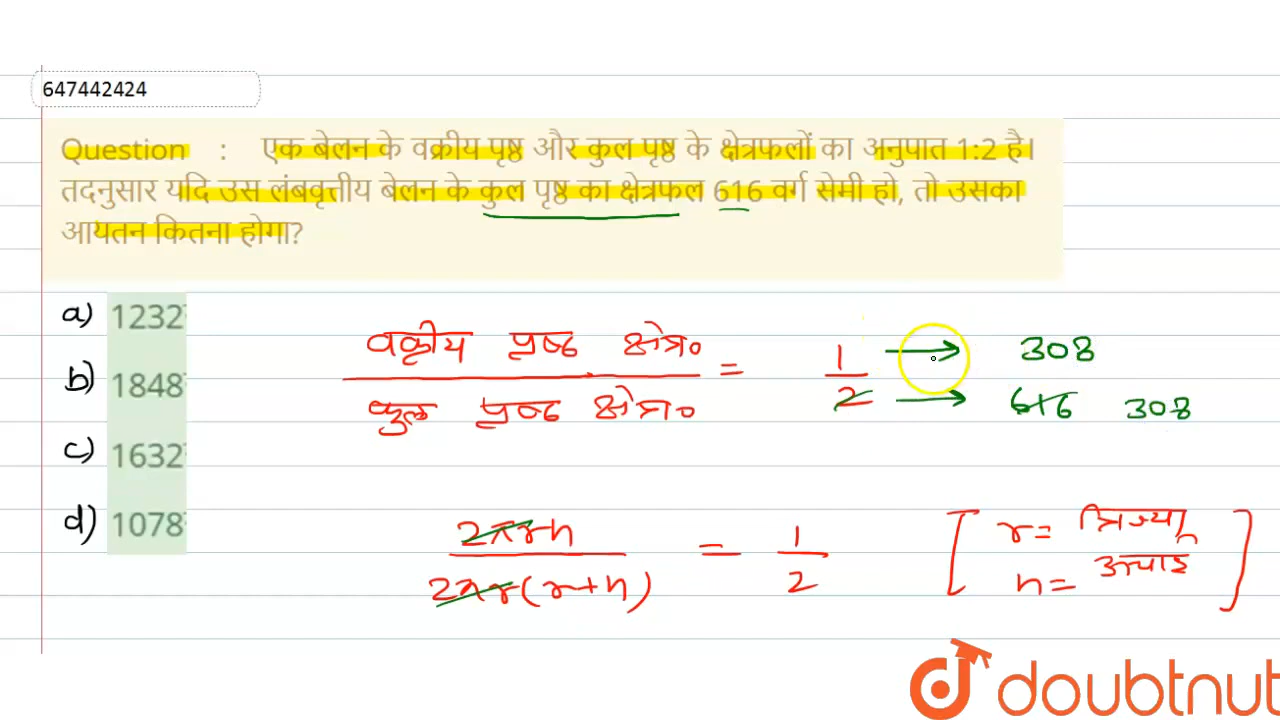 647442424
Question : एक बेलन के वक्रीय पृष्ठ और कुल पृष्ठ के क्षेत्रफलों का अनुपात 1:2 है।
तदनुसार यदि उस लंबवृत्तीय बेलन के कुल पृष्ठ का क्षेत्रफल 616 वर्ग सेमी हो, तो उसका
आयतन कितना होगा?
a) 1232
b) 1848
c) 1632
d) 1078
वक्रीय पृष्ठ क्षेत्र० = 1 → 308
कुल पृष्ठ क्षेत्र० 2 → 616 308
2πrh = 1 [ r = त्रिज्या,
2πr(r+h) 2 h = ऊंचाई ]
doubtnut